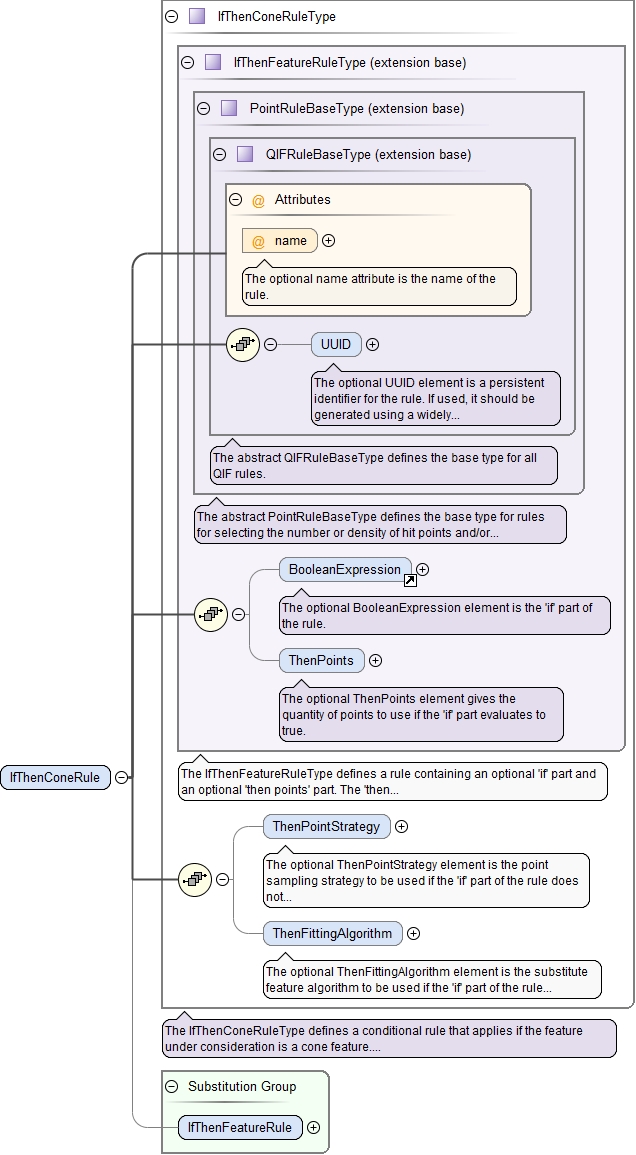 IfThenConeRuleType
IfThenFeatureRuleType (extension base)
PointRuleBaseType (extension base)
QIFRuleBaseType (extension base)
@ Attributes
@ name
The optional name attribute is the name of the
rule.
UUID
The optional UUID element is a persistent
identifier for the rule. If used, it should be
generated using a widely...
The abstract QIFRuleBaseType defines the base type for all
QIF rules.
The abstract PointRuleBaseType defines the base type for rules
for selecting the number or density of hit points and/or...
BooleanExpression
The optional BooleanExpression element is the 'if' part of
the rule.
ThenPoints
The optional ThenPoints element gives the
quantity of points to use if the 'if' part evaluates to
true.
IfThenConeRule
The IfThenFeatureRuleType defines a rule containing an optional 'if' part and
an optional 'then points' part. The 'then...
ThenPointStrategy
The optional ThenPointStrategy element is the point
sampling strategy to be used if the 'if' part of the rule does
not...
ThenFittingAlgorithm
The optional ThenFittingAlgorithm element is the substitute
feature algorithm to be used if the 'if' part of the rule...
The IfThenConeRuleType defines a conditional rule that applies if the feature
under consideration is a cone feature....
Substitution Group
IfThenFeatureRule